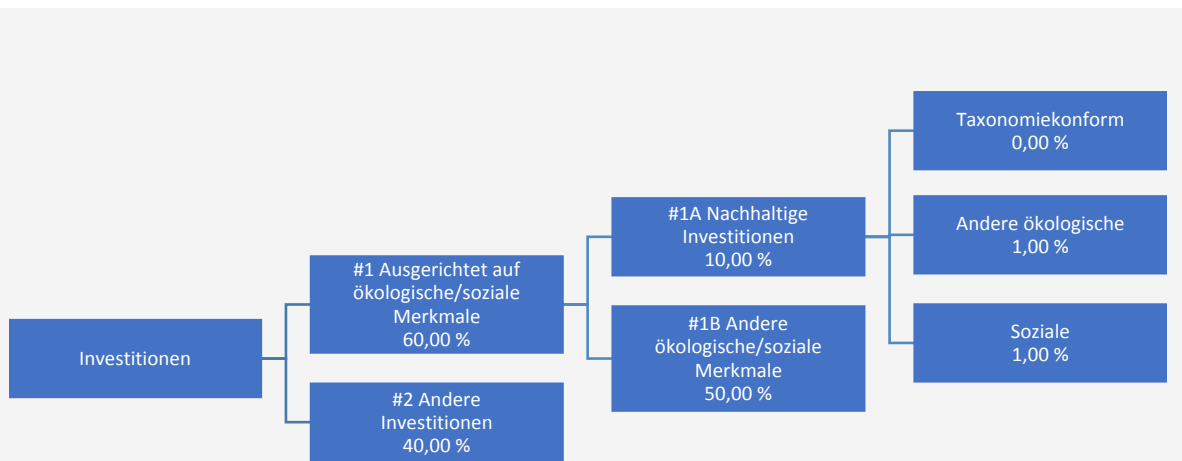 Investitionen
#1 Ausgerichtet auf
ökologische/soziale
Merkmale
60,00 %
#2 Andere
Investitionen
40,00 %
#1A Nachhaltige
Investitionen
10,00 %
#1B Andere
ökologische/soziale
Merkmale
50,00 %
Taxonomiekonform
0,00 %
Andere ökologische
1,00 %
Soziale
1,00 %